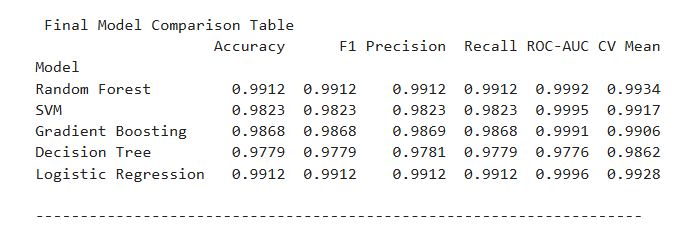 Final Model Comparison Table
Accuracy F1 Precision Recall ROC-AUC CV Mean
Model
Random Forest 0.9912 0.9912 0.9912 0.9912 0.9992 0.9934
SVM 0.9823 0.9823 0.9823 0.9823 0.9995 0.9917
Gradient Boosting 0.9868 0.9868 0.9869 0.9868 0.9991 0.9906
Decision Tree 0.9779 0.9779 0.9781 0.9779 0.9776 0.9862
Logistic Regression 0.9912 0.9912 0.9912 0.9912 0.9996 0.9928
----------------------------------------------------------------------